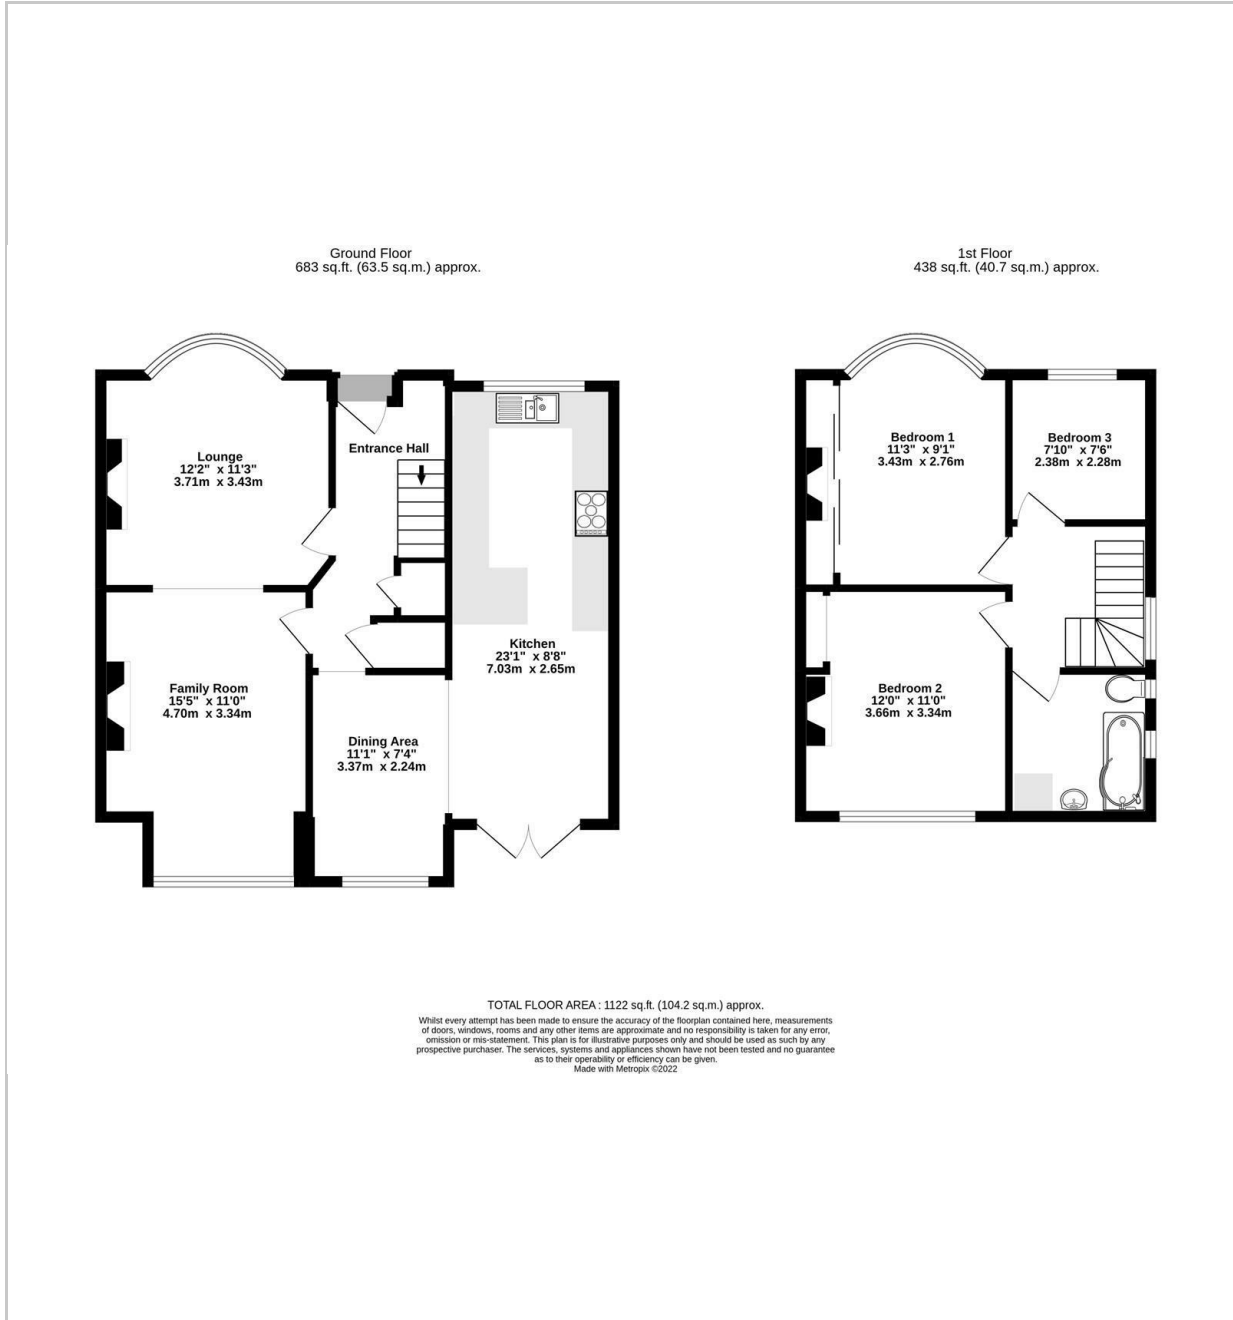 Ground Floor
683 sq.ft. (63.5 sq.m.) approx.
1st Floor
438 sq.ft. (40.7 sq.m.) approx.
Lounge
12'2" x 11'3"
3.71m x 3.43m
Entrance Hall
Kitchen
23'1" x 8'8"
7.03m x 2.65m
Family Room
15'5" x 11'0"
4.70m x 3.34m
Dining Area
11'1" x 7'4"
3.37m x 2.24m
Bedroom 1
11'3" x 9'1"
3.43m x 2.76m
Bedroom 3
7'10" x 7'6"
2.38m x 2.28m
Bedroom 2
12'0" x 11'0"
3.66m x 3.34m
TOTAL FLOOR AREA : 1122 sq.ft. (104.2 sq.m.) approx.
Whilst every attempt has been made to ensure the accuracy of the floorplan contained here, measurements
of doors, windows, rooms and any other items are approximate and no responsibility is taken for any error,
omission or mis-statement. This plan is for illustrative purposes only and should be used as such by any
prospective purchaser. The services, systems and appliances shown have not been tested and no guarantee
as to their operability or efficiency can be given.
Made with Metropix ©2022